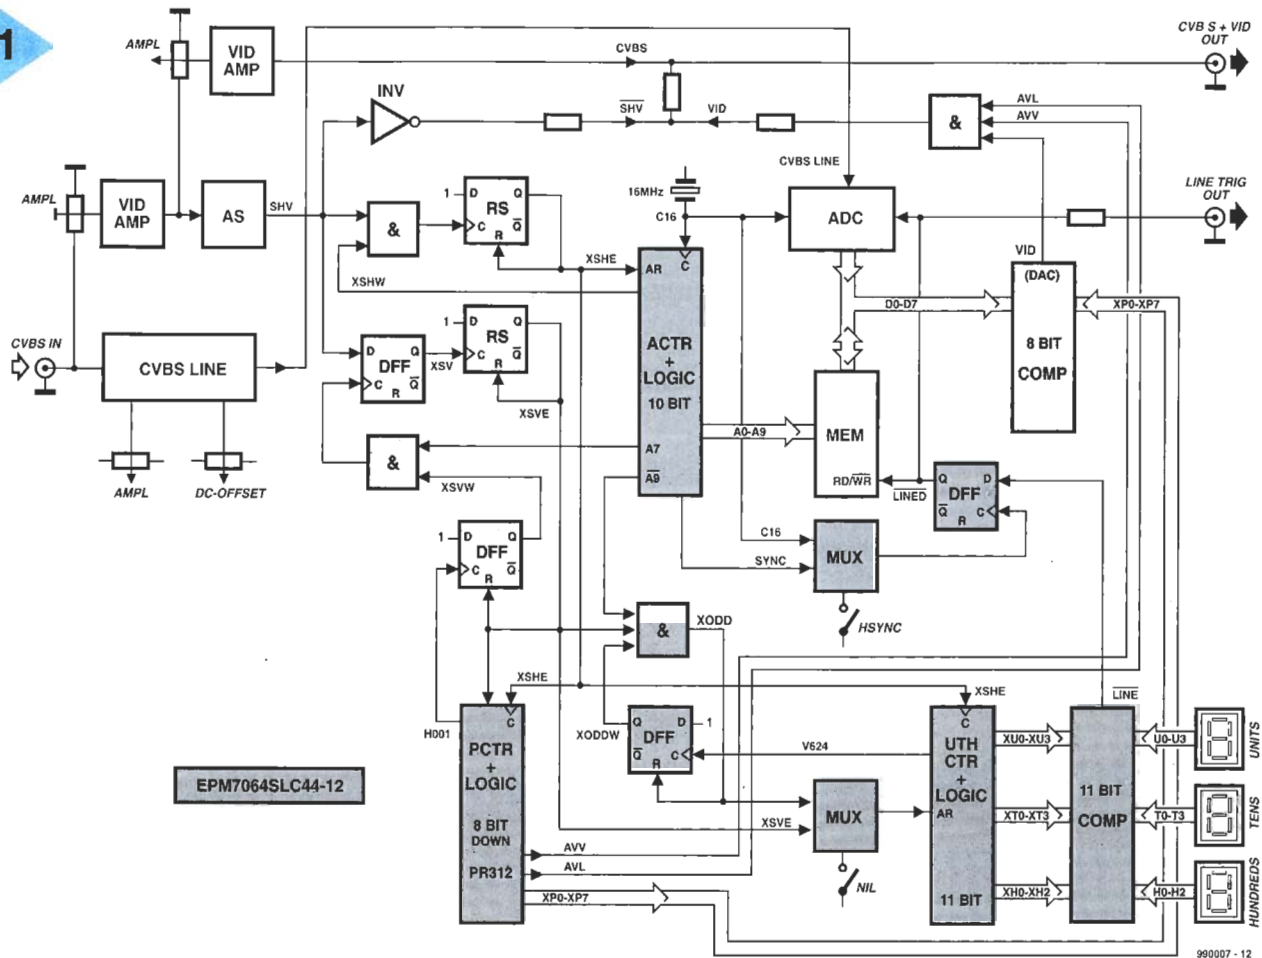 1
AMPL
VID
AMP
CVBS
CVB S + VID
OUT
INV
S̅H̅V̅
VID
&
AVL
AVV
CVBS LINE
AMPL
VID
AMP
AS
SHV
&
1
D
Q
RS
C
Q̅
R
16MHz
C16
ADC
LINE TRIG
OUT
XSHE
XSHW
AR
C
ACTR
+
LOGIC
10 BIT
A7
A̅9̅
D0-D7
VID
(DAC)
8 BIT
COMP
XP0-XP7
CVBS IN
CVBS LINE
AMPL
DC-OFFSET
D
Q
DFF
C
Q̅
R
XSV
1
D
Q
RS
C
Q̅
R
XSVE
&
XSVW
A0-A9
MEM
RD/W̅R̅
L̅I̅N̅E̅D̅
Q
D
DFF
Q̅
C
R
1
D
Q
DFF
C
Q̅
R
C16
SYNC
MUX
HSYNC
&
XODD
XSHE
XSHE
L̅I̅N̅E̅
H001
C
PCTR
+
LOGIC
8 BIT
DOWN
PR312
XODDW
Q
D
1
DFF
Q̅
C
R
V624
C
UTH
CTR
+
LOGIC
AR
11 BIT
XU0-XU3
XT0-XT3
XH0-XH2
11 BIT
COMP
U0-U3
T0-T3
H0-H2
UNITS
TENS
HUNDREDS
EPM7064SLC44-12
XSVE
MUX
NIL
AVV
AVL
XP0-XP7
990007 - 12